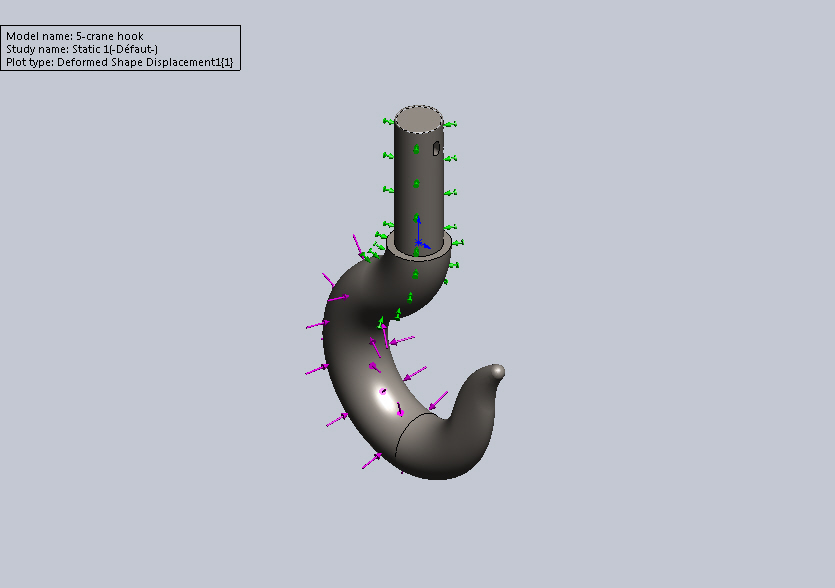 Model name: 5-crane hook
Study name: Static 1(-Défaut-)
Plot type: Deformed Shape Displacement1{1}